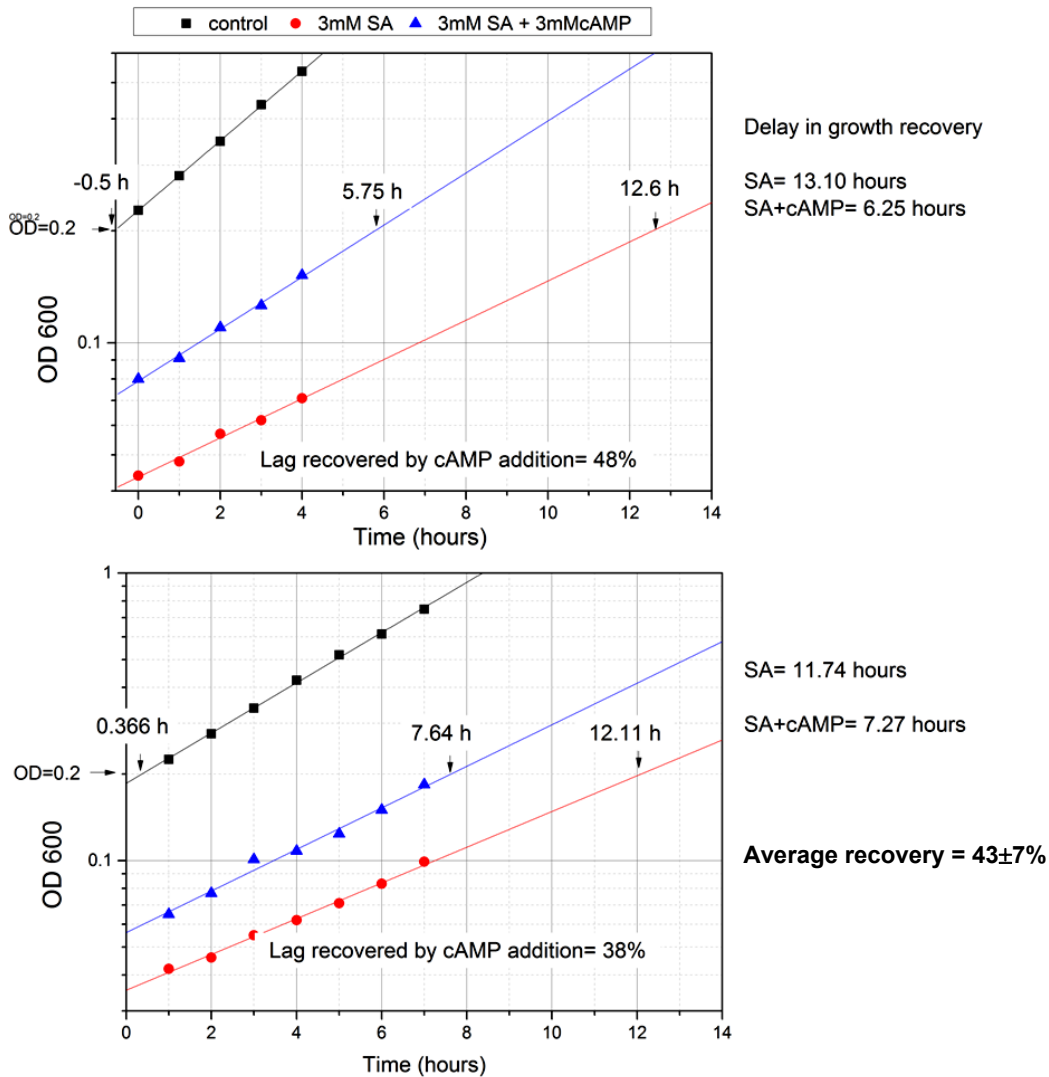 control 3mM SA 3mM SA + 3mMcAMP
-0.5 h
5.75 h
12.6 h
OD=0.2
OD=0.2
0.1
OD 600
Lag recovered by cAMP addition= 48%
0 2 4 6 8 10 12 14
Time (hours)
Delay in growth recovery
SA= 13.10 hours
SA+cAMP= 6.25 hours
1
0.366 h
7.64 h
12.11 h
OD=0.2
0.1
OD 600
Lag recovered by cAMP addition= 38%
0 2 4 6 8 10 12 14
Time (hours)
SA= 11.74 hours
SA+cAMP= 7.27 hours
Average recovery = 43±7%